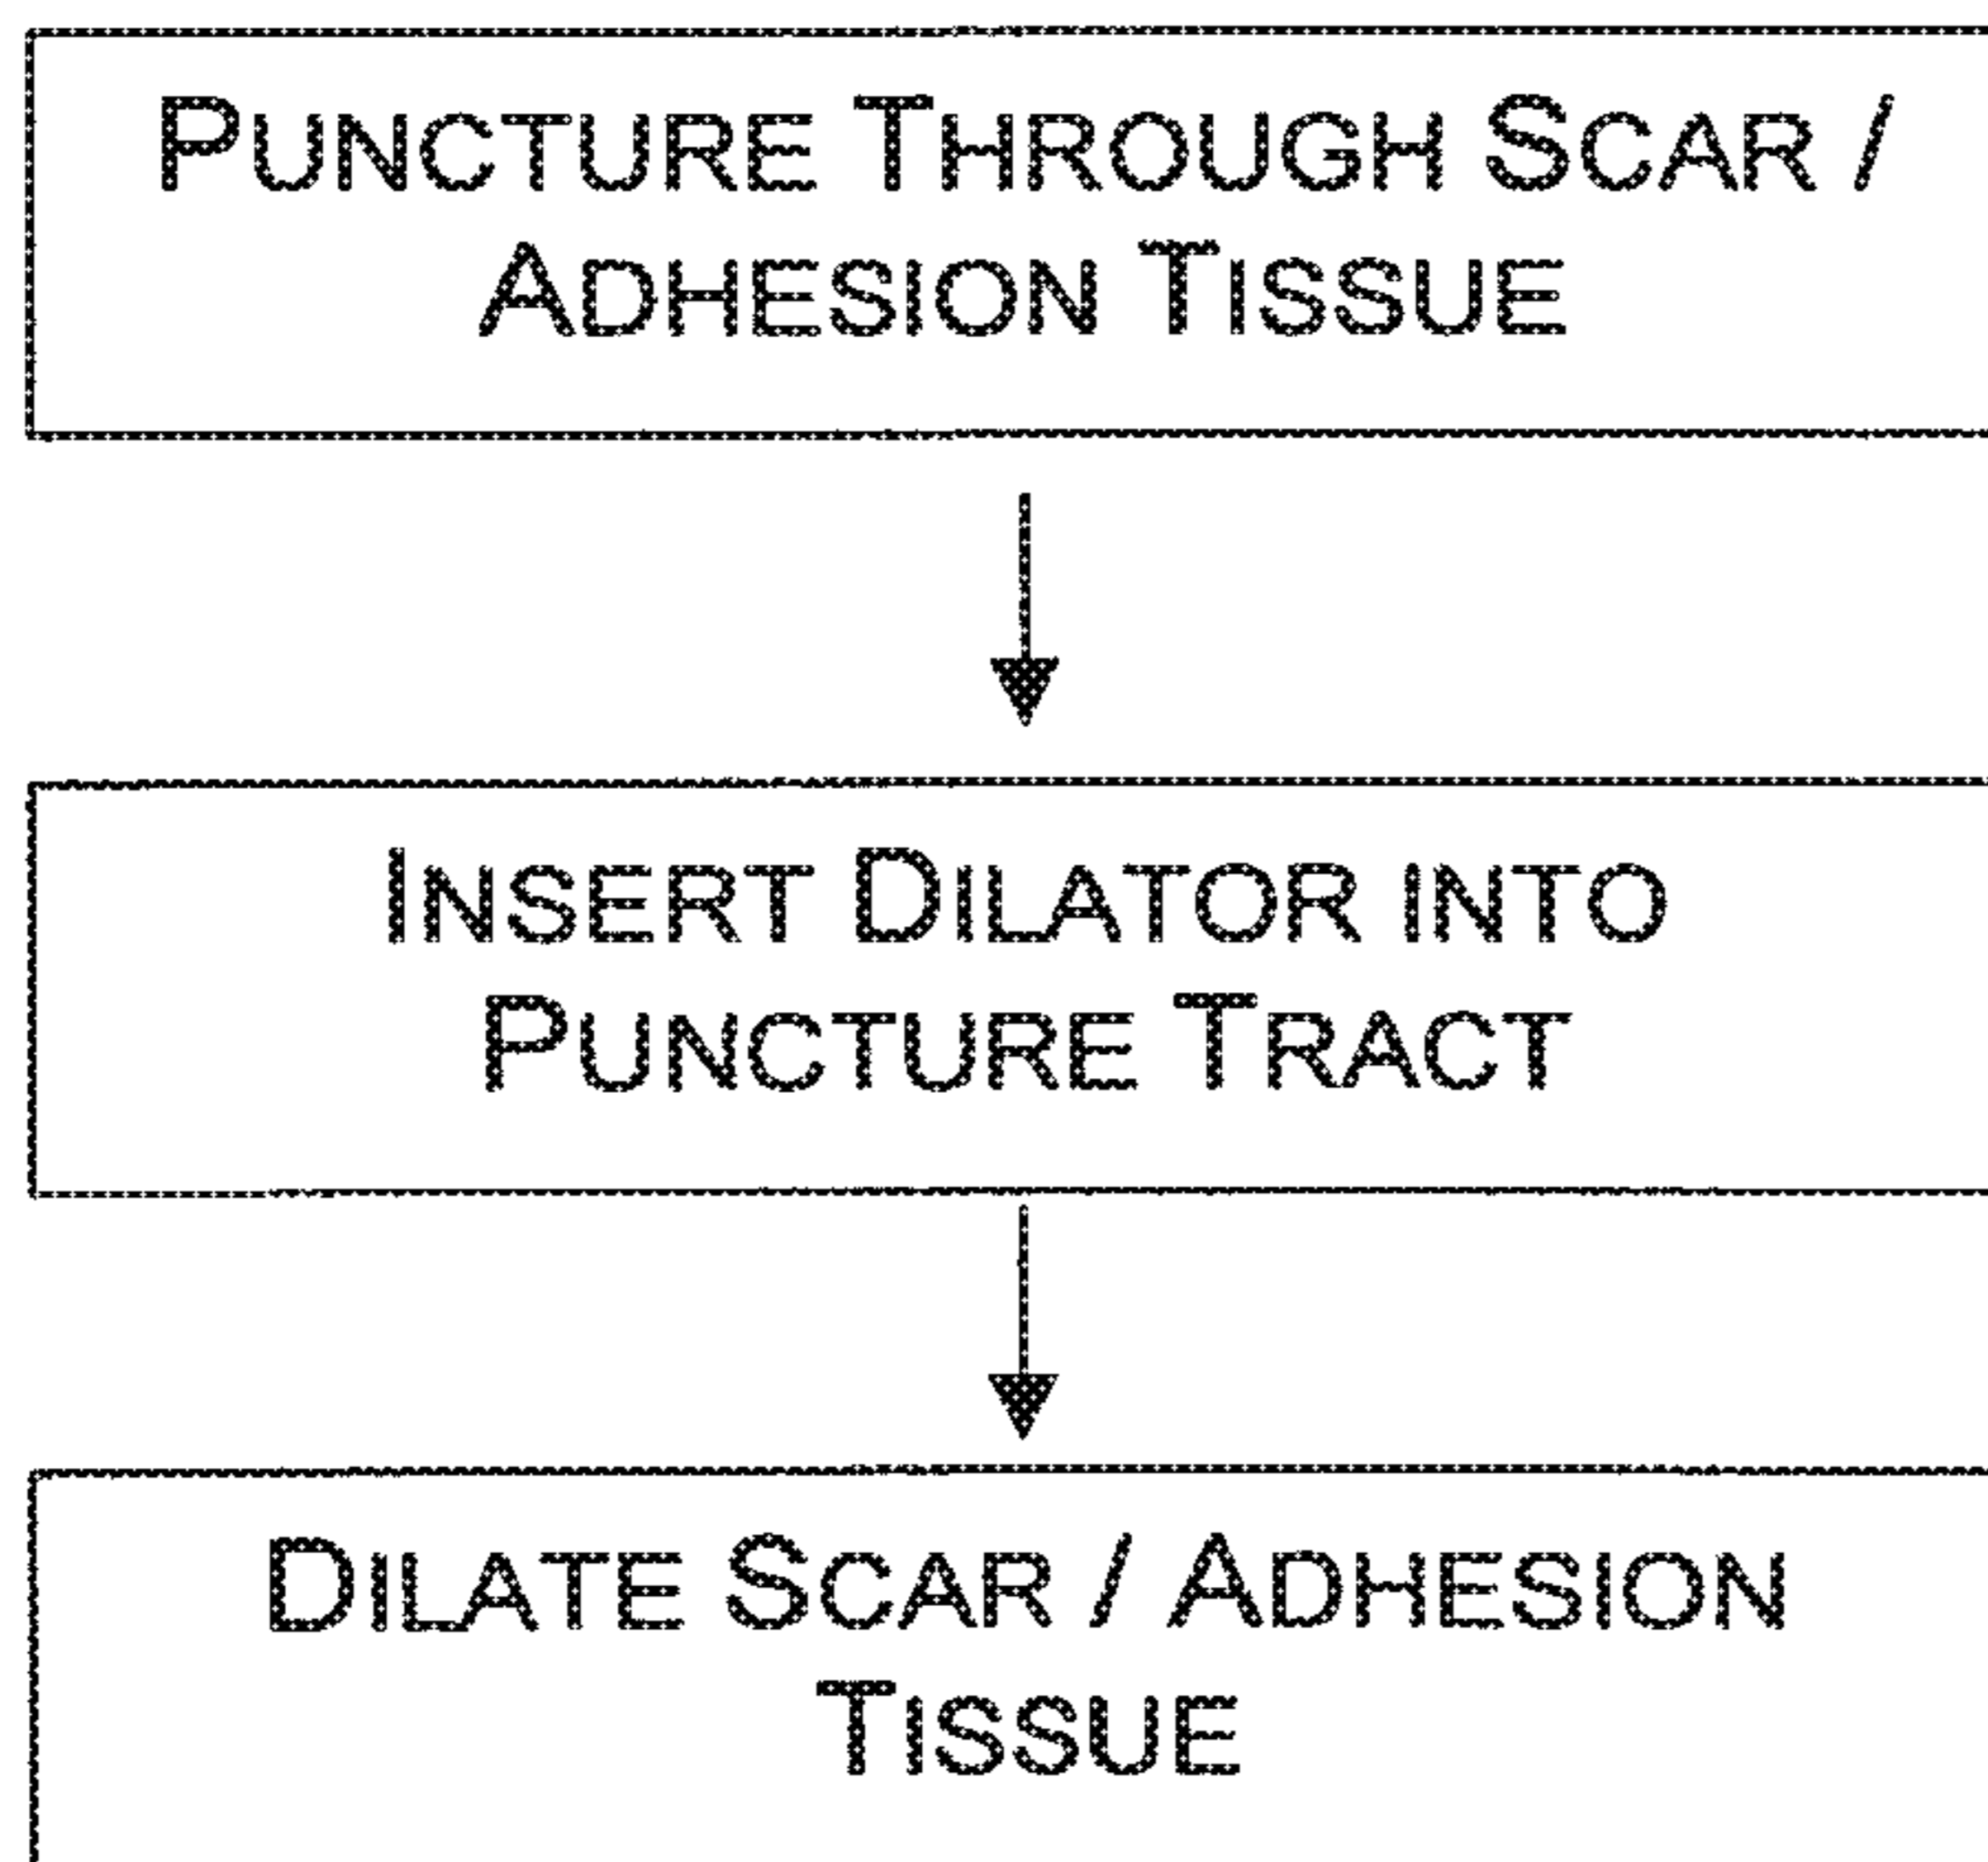 PUNCTURE THROUGH SCAR /
ADHESION TISSUE
INSERT DILATOR INTO
PUNCTURE TRACT
DILATE SCAR / ADHESION
TISSUE